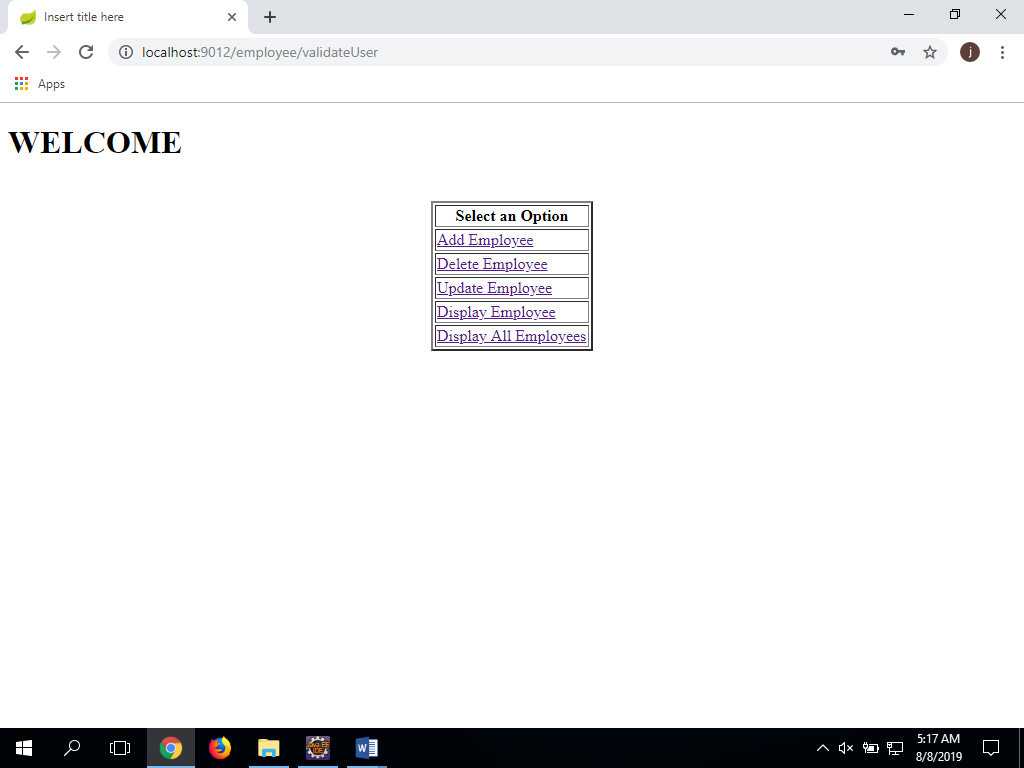 Insert title here
localhost:9012/employee/validateUser
j
Apps
WELCOME
Select an Option
Add Employee
Delete Employee
Update Employee
Display Employee
Display All Employees
5:17 AM
8/8/2019